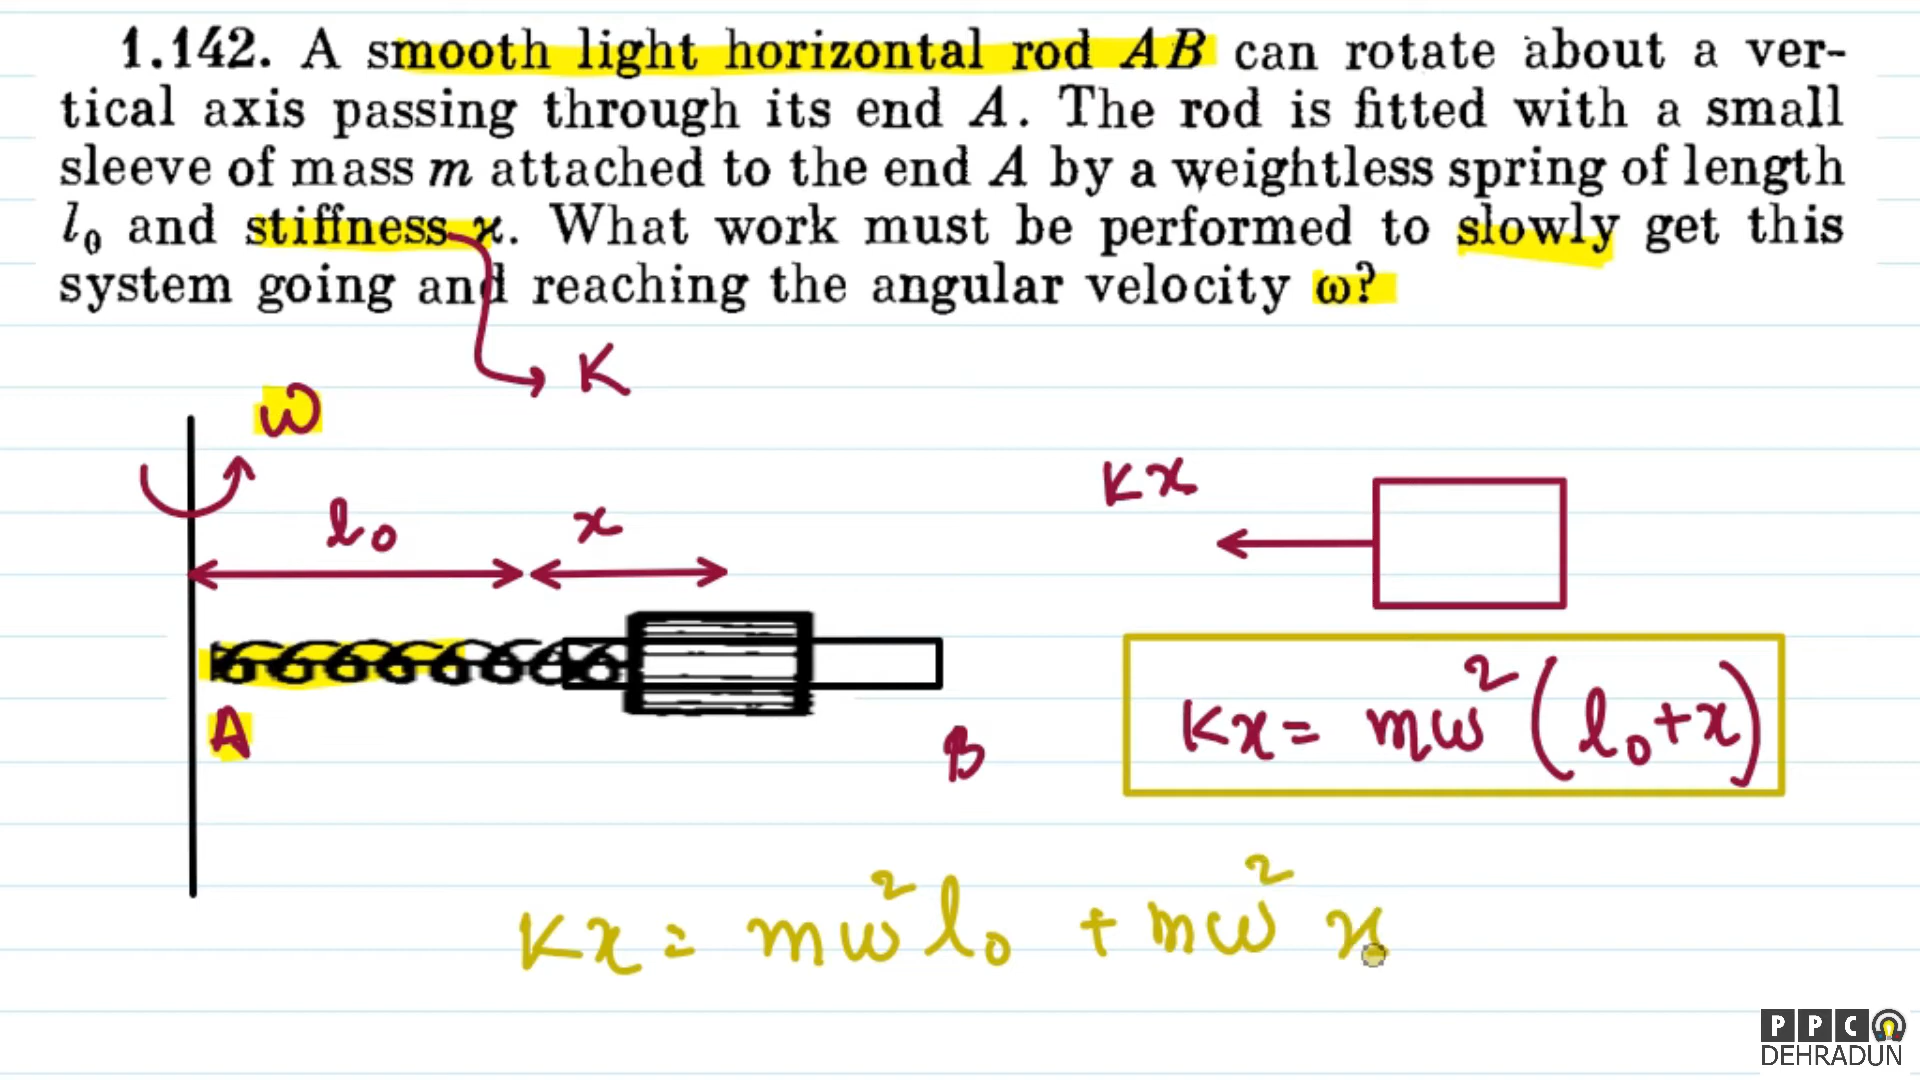 1.142. A smooth light horizontal rod AB can rotate about a ver-
tical axis passing through its end A. The rod is fitted with a small
sleeve of mass m attached to the end A by a weightless spring of length
l₀ and stiffness ϰ. What work must be performed to slowly get this
system going and reaching the angular velocity ω?
K
ω
l₀
x
Kx
A
B
Kx = mω²(l₀+x)
Kx = mω²l₀ + mω²x
PPC
DEHRADUN